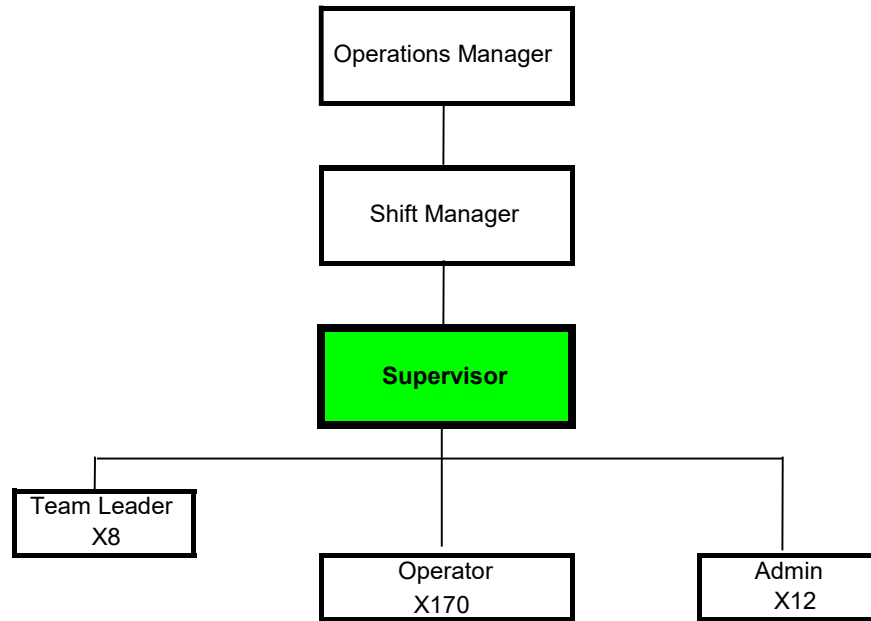 Operations Manager
Shift Manager
Supervisor
Team Leader
X8
Operator
X170
Admin
X12